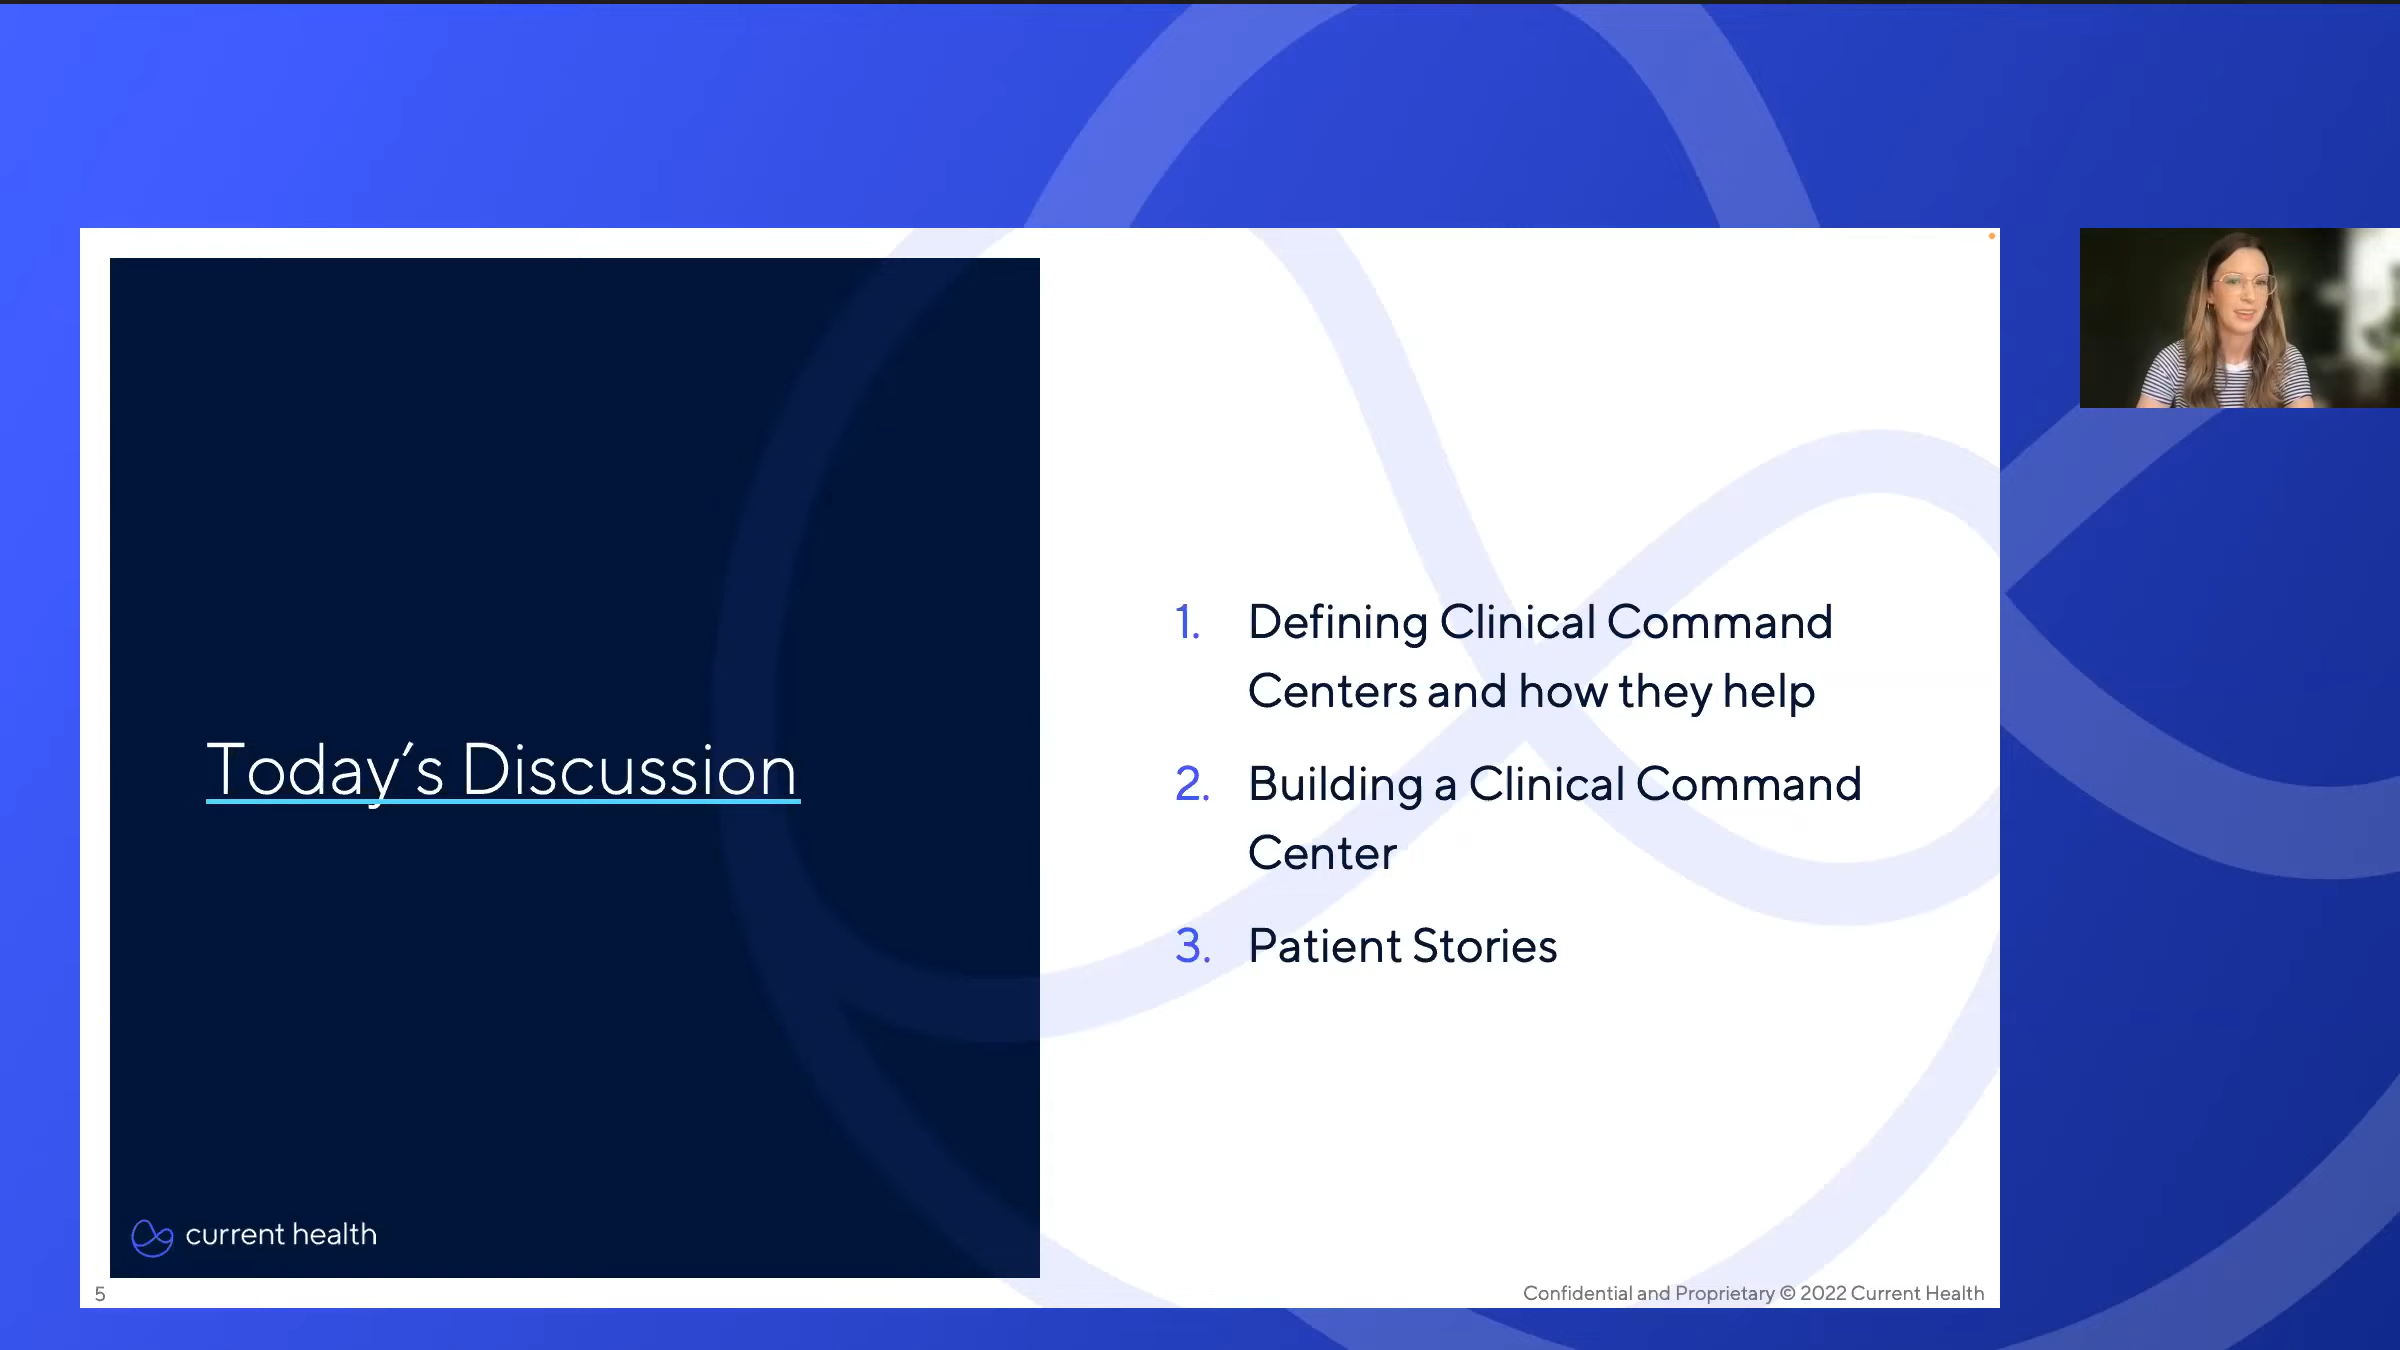 Today's Discussion
1. Defining Clinical Command
Centers and how they help
2. Building a Clinical Command
Center
3. Patient Stories
current health
5
Confidential and Proprietary © 2022 Current Health